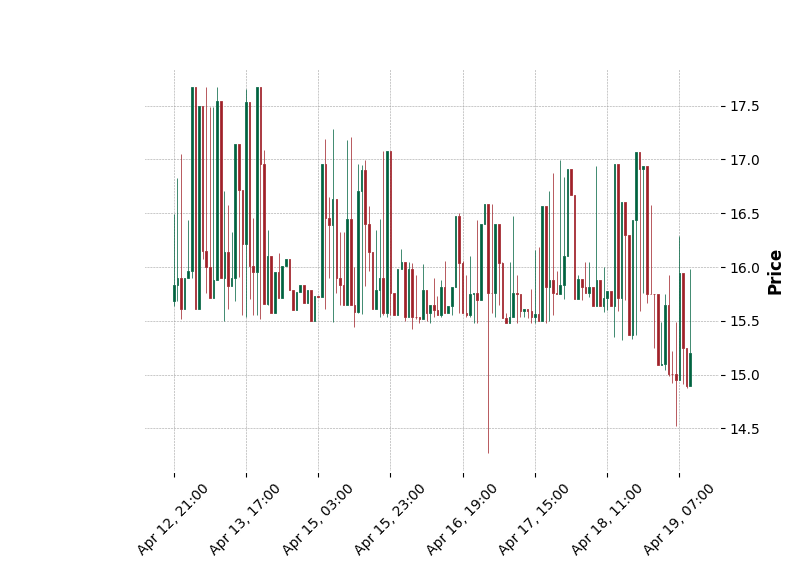 17.5
17.0
16.5
16.0
15.5
15.0
14.5
Price
Apr 12, 21:00
Apr 13, 17:00
Apr 15, 03:00
Apr 15, 23:00
Apr 16, 19:00
Apr 17, 15:00
Apr 18, 11:00
Apr 19, 07:00